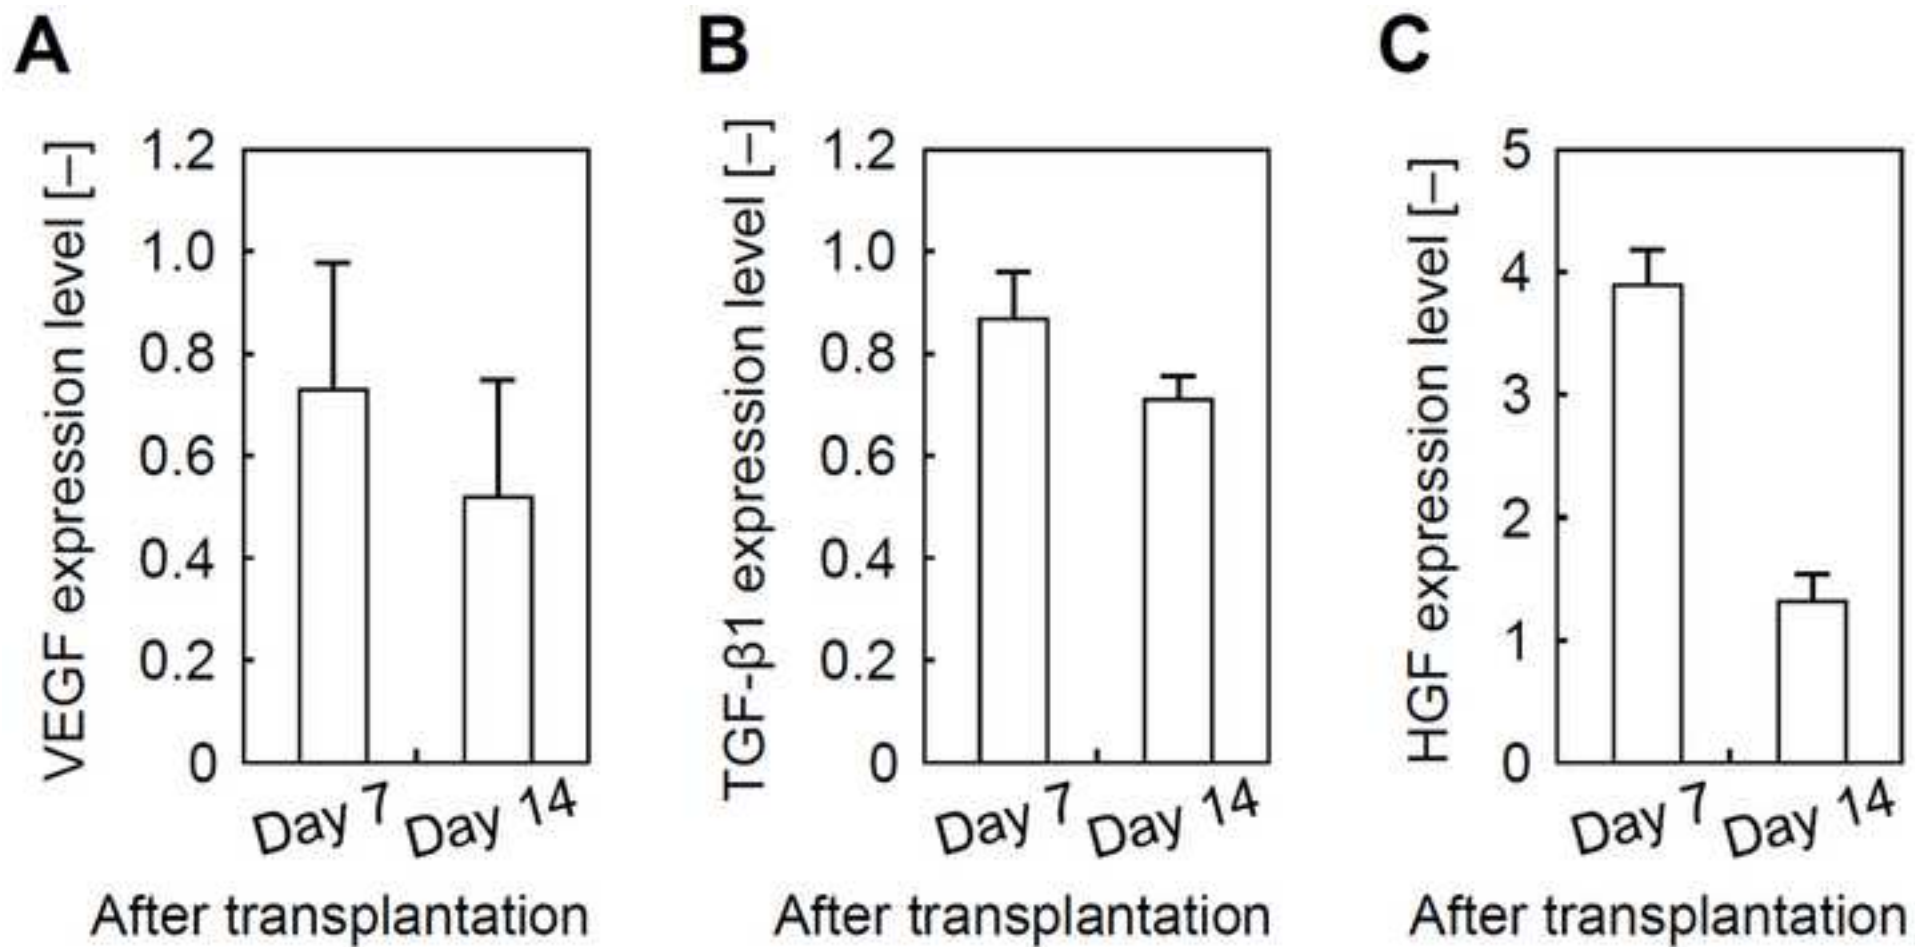 A
VEGF expression level [–]
1.2
1.0
0.8
0.6
0.4
0.2
0
Day 7
Day 14
After transplantation
B
TGF-β1 expression level [–]
1.2
1.0
0.8
0.6
0.4
0.2
0
Day 7
Day 14
After transplantation
C
HGF expression level [–]
5
4
3
2
1
0
Day 7
Day 14
After transplantation